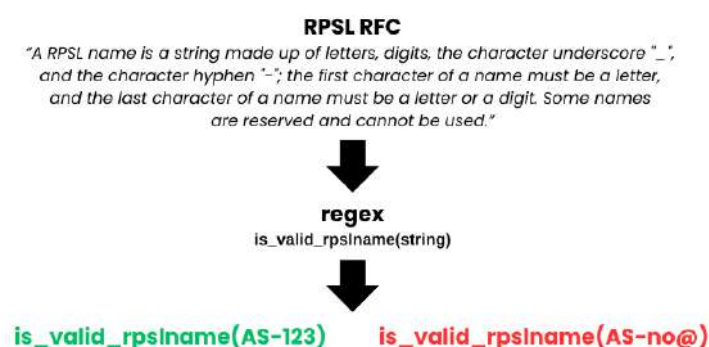 RPSL RFC
"A RPSL name is a string made up of letters, digits, the character underscore "_",
and the character hyphen "-"; the first character of a name must be a letter,
and the last character of a name must be a letter or a digit. Some names
are reserved and cannot be used."
regex
is_valid_rpslname(string)
is_valid_rpslname(AS-123) is_valid_rpslname(AS-no@)